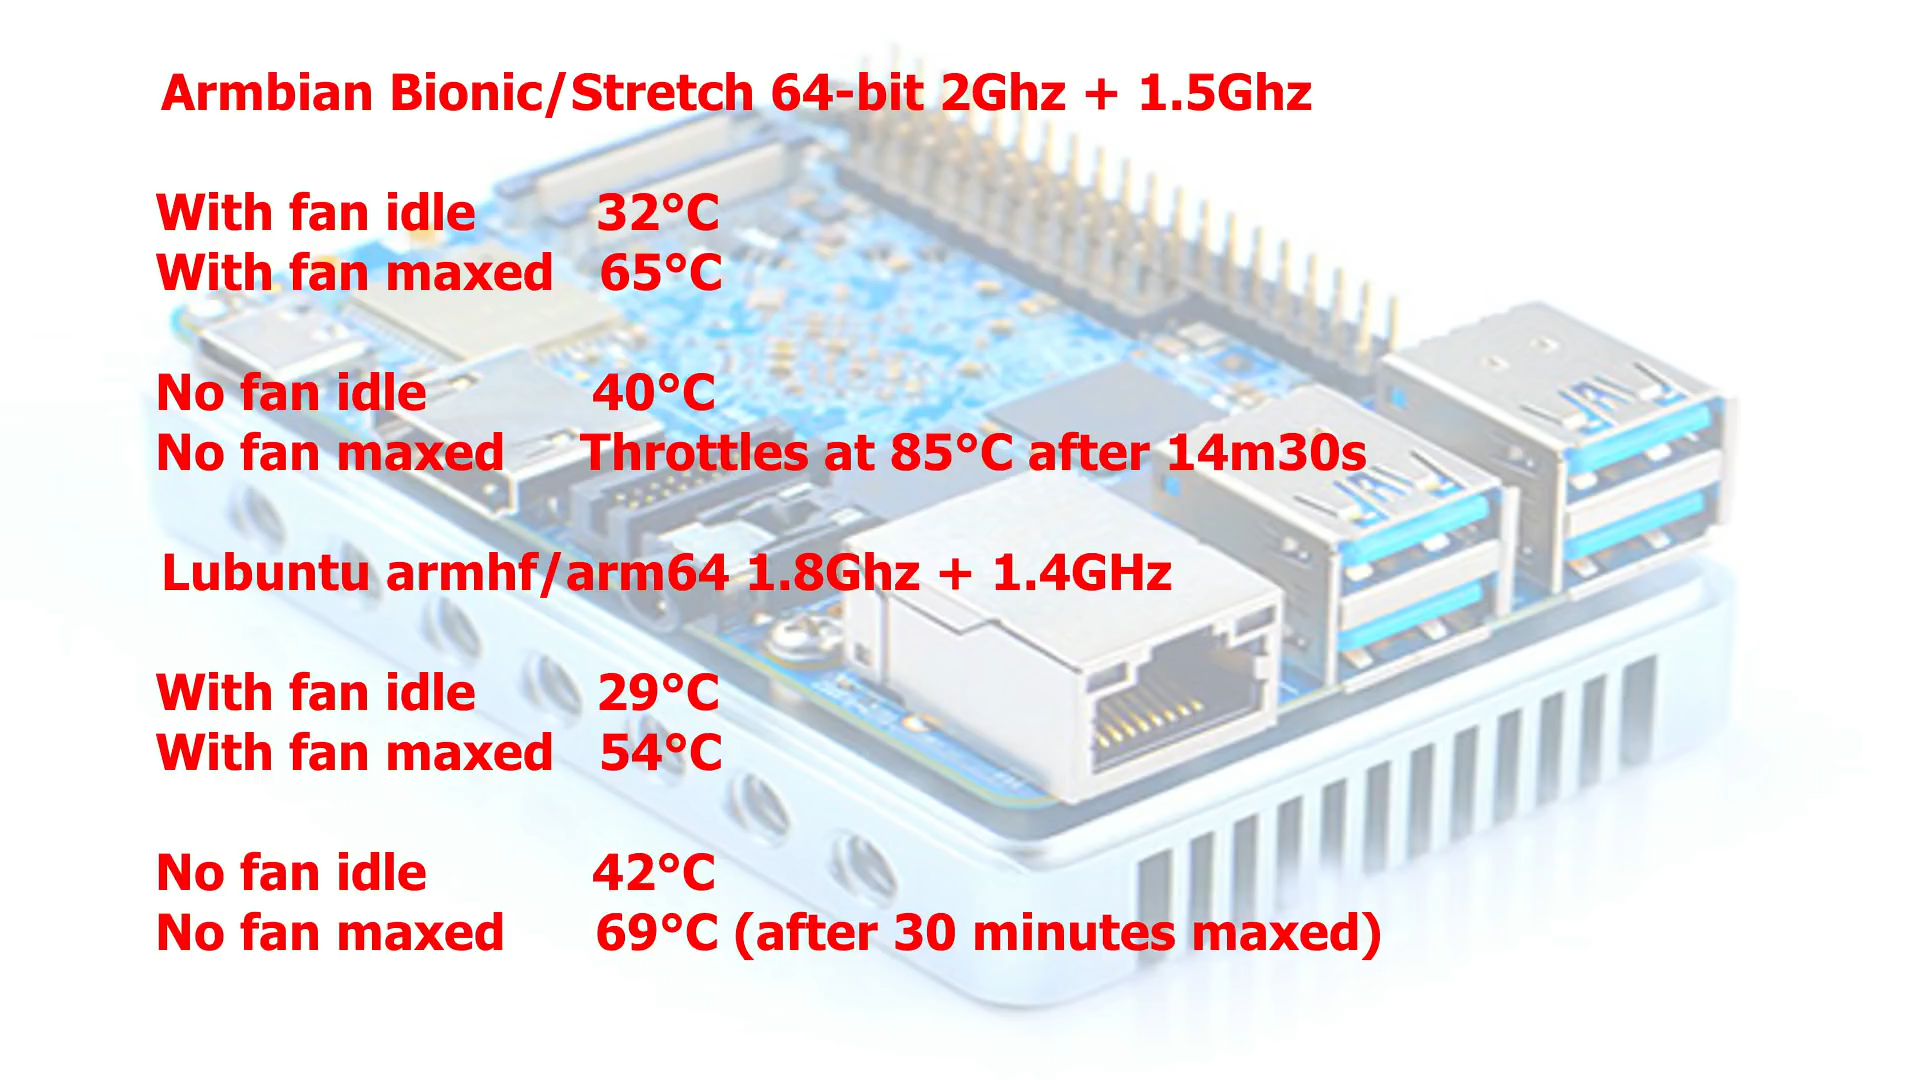 Armbian Bionic/Stretch 64-bit 2Ghz + 1.5Ghz
With fan idle 32°C
With fan maxed 65°C
No fan idle 40°C
No fan maxed Throttles at 85°C after 14m30s
Lubuntu armhf/arm64 1.8Ghz + 1.4GHz
With fan idle 29°C
With fan maxed 54°C
No fan idle 42°C
No fan maxed 69°C (after 30 minutes maxed)